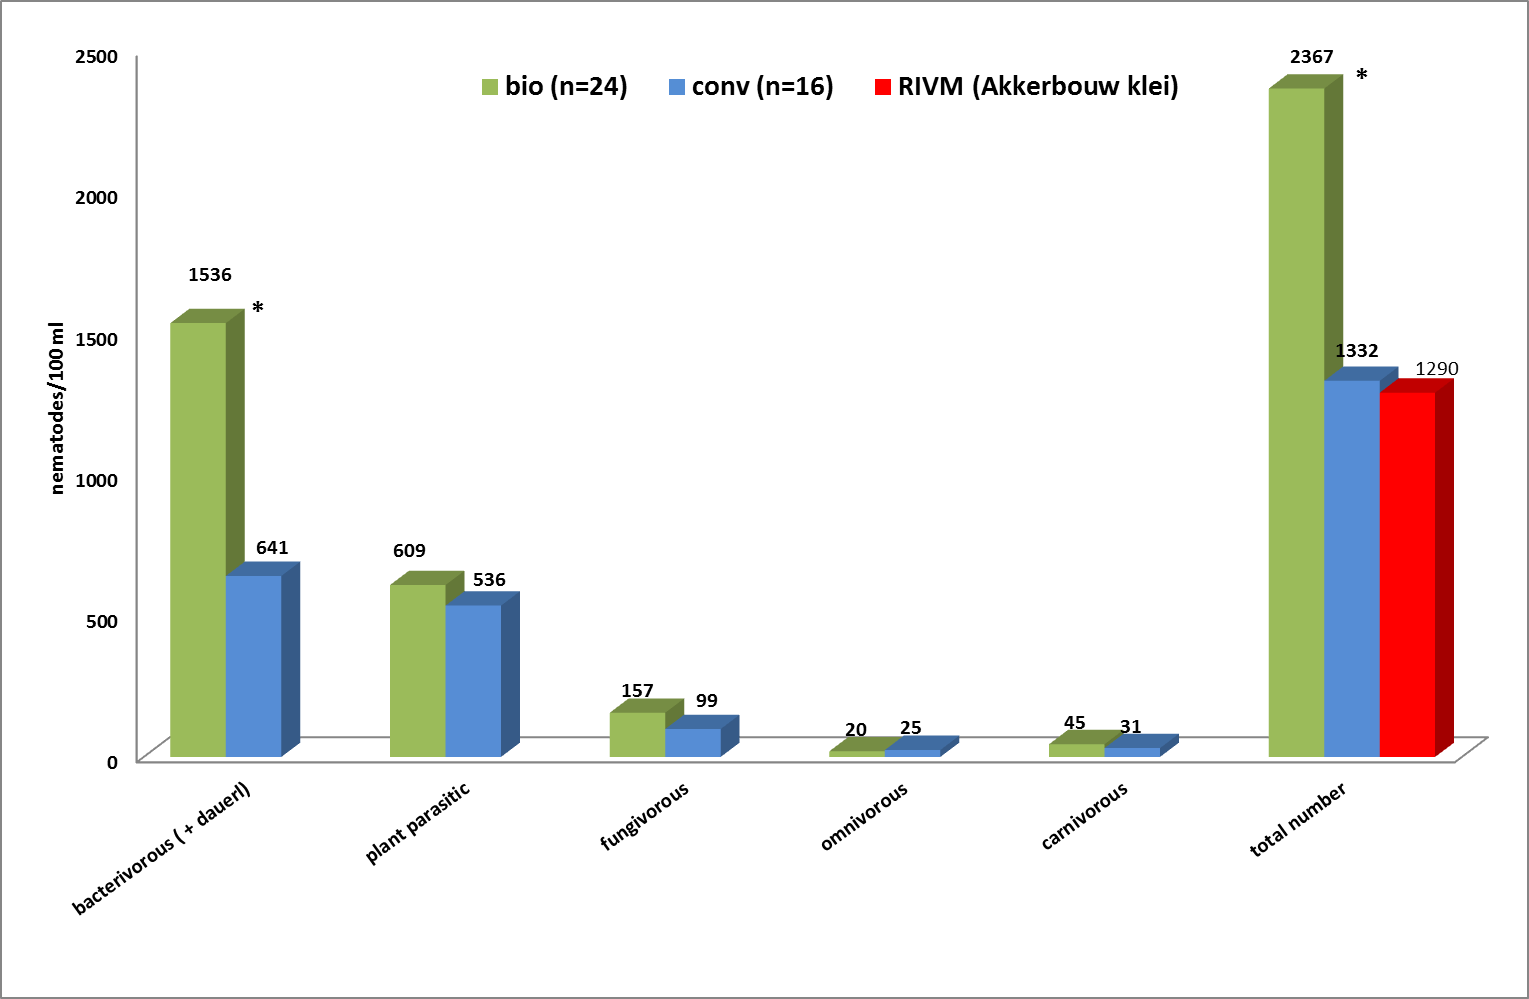 2500
2000
1500
1000
500
0
nematodes/100 ml
bio (n=24)
conv (n=16)
RIVM (Akkerbouw klei)
1536
*
641
609
536
157
99
20
25
45
31
2367
*
1332
1290
bacterivorous ( + dauerl)
plant parasitic
fungivorous
omnivorous
carnivorous
total number